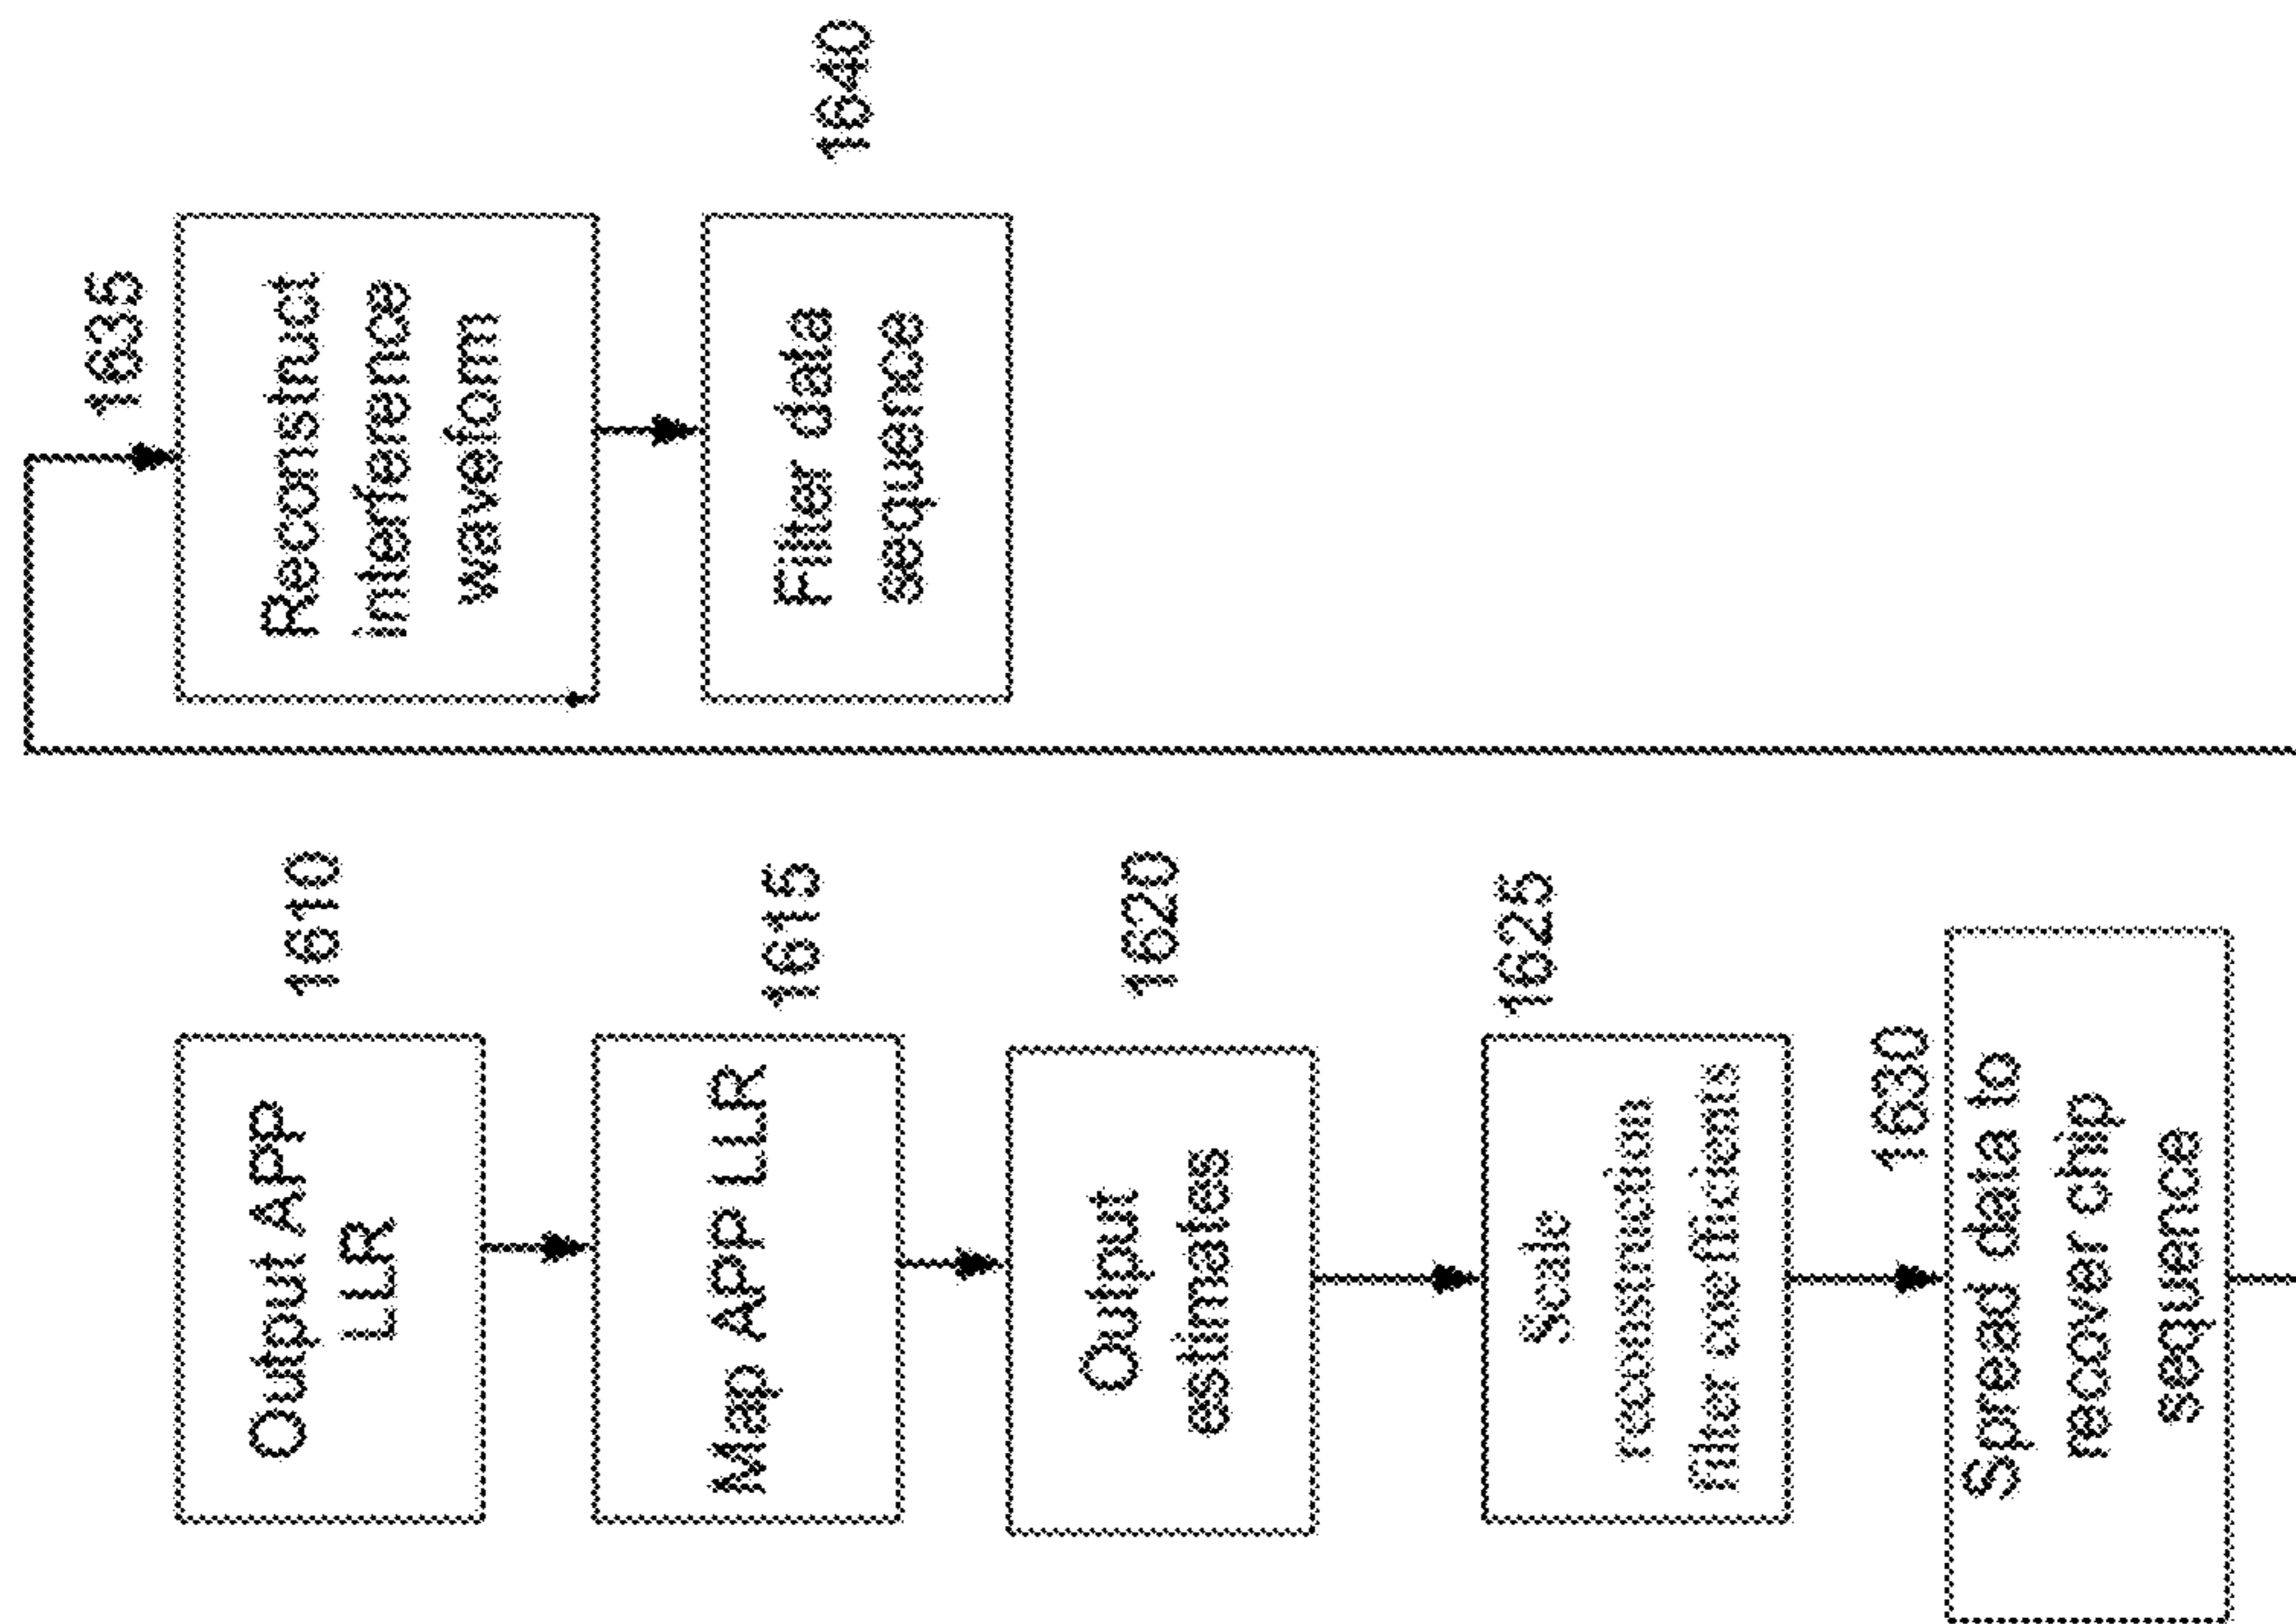 1610
Output APP
LLR
1615
Map APP LLR
1620
Output
estimates
1625
Scale
reconstruction
filter coefficients
1630
Spread data to
recover chip
sequence
1635
Reconstruct
interference
wavefom
1640
Filter data
sequence